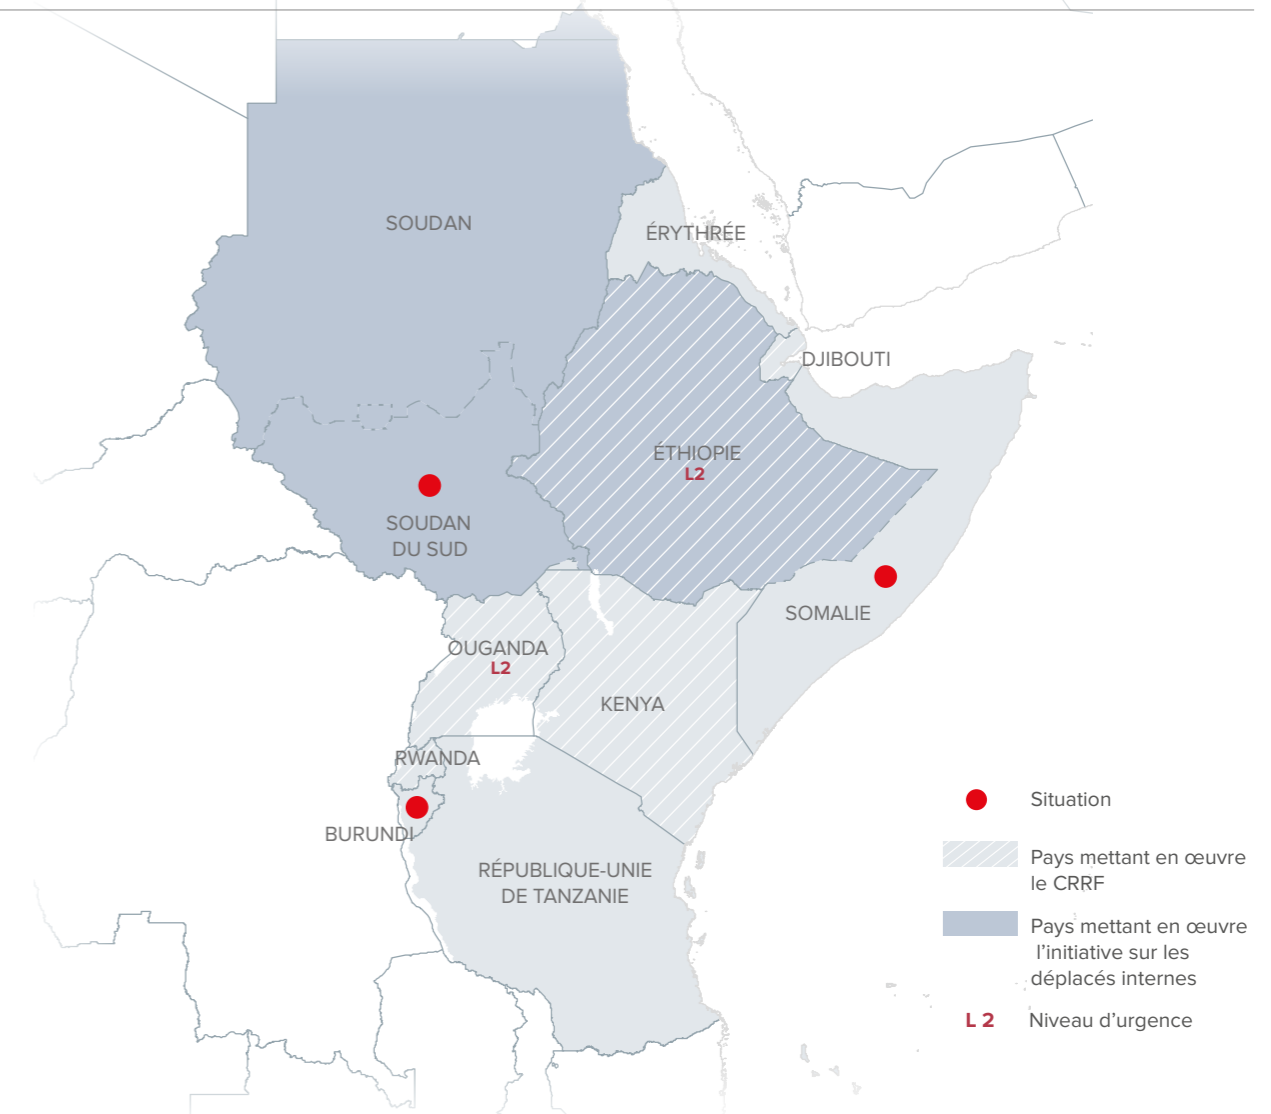 SOUDAN
ÉRYTHRÉE
DJIBOUTI
ÉTHIOPIE
L2
SOUDAN
DU SUD
SOMALIE
OUGANDA
L2
KENYA
RWANDA
BURUNDI
RÉPUBLIQUE-UNIE
DE TANZANIE
Situation
Pays mettant en œuvre
le CRRF
Pays mettant en œuvre
l’initiative sur les
déplacés internes
L 2 Niveau d’urgence